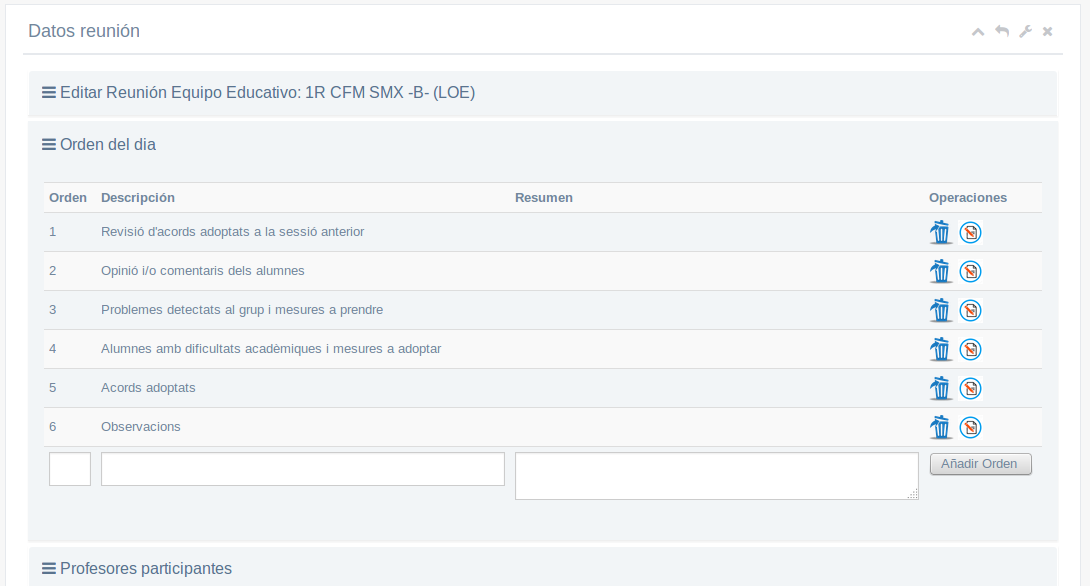 Datos reunión
Editar Reunión Equipo Educativo: 1R CFM SMX -B- (LOE)
Orden del dia
Orden Descripción Resumen Operaciones
1 Revisió d'acords adoptats a la sessió anterior
2 Opinió i/o comentaris dels alumnes
3 Problemes detectats al grup i mesures a prendre
4 Alumnes amb dificultats acadèmiques i mesures a adoptar
5 Acords adoptats
6 Observacions
Añadir Orden
Profesores participantes